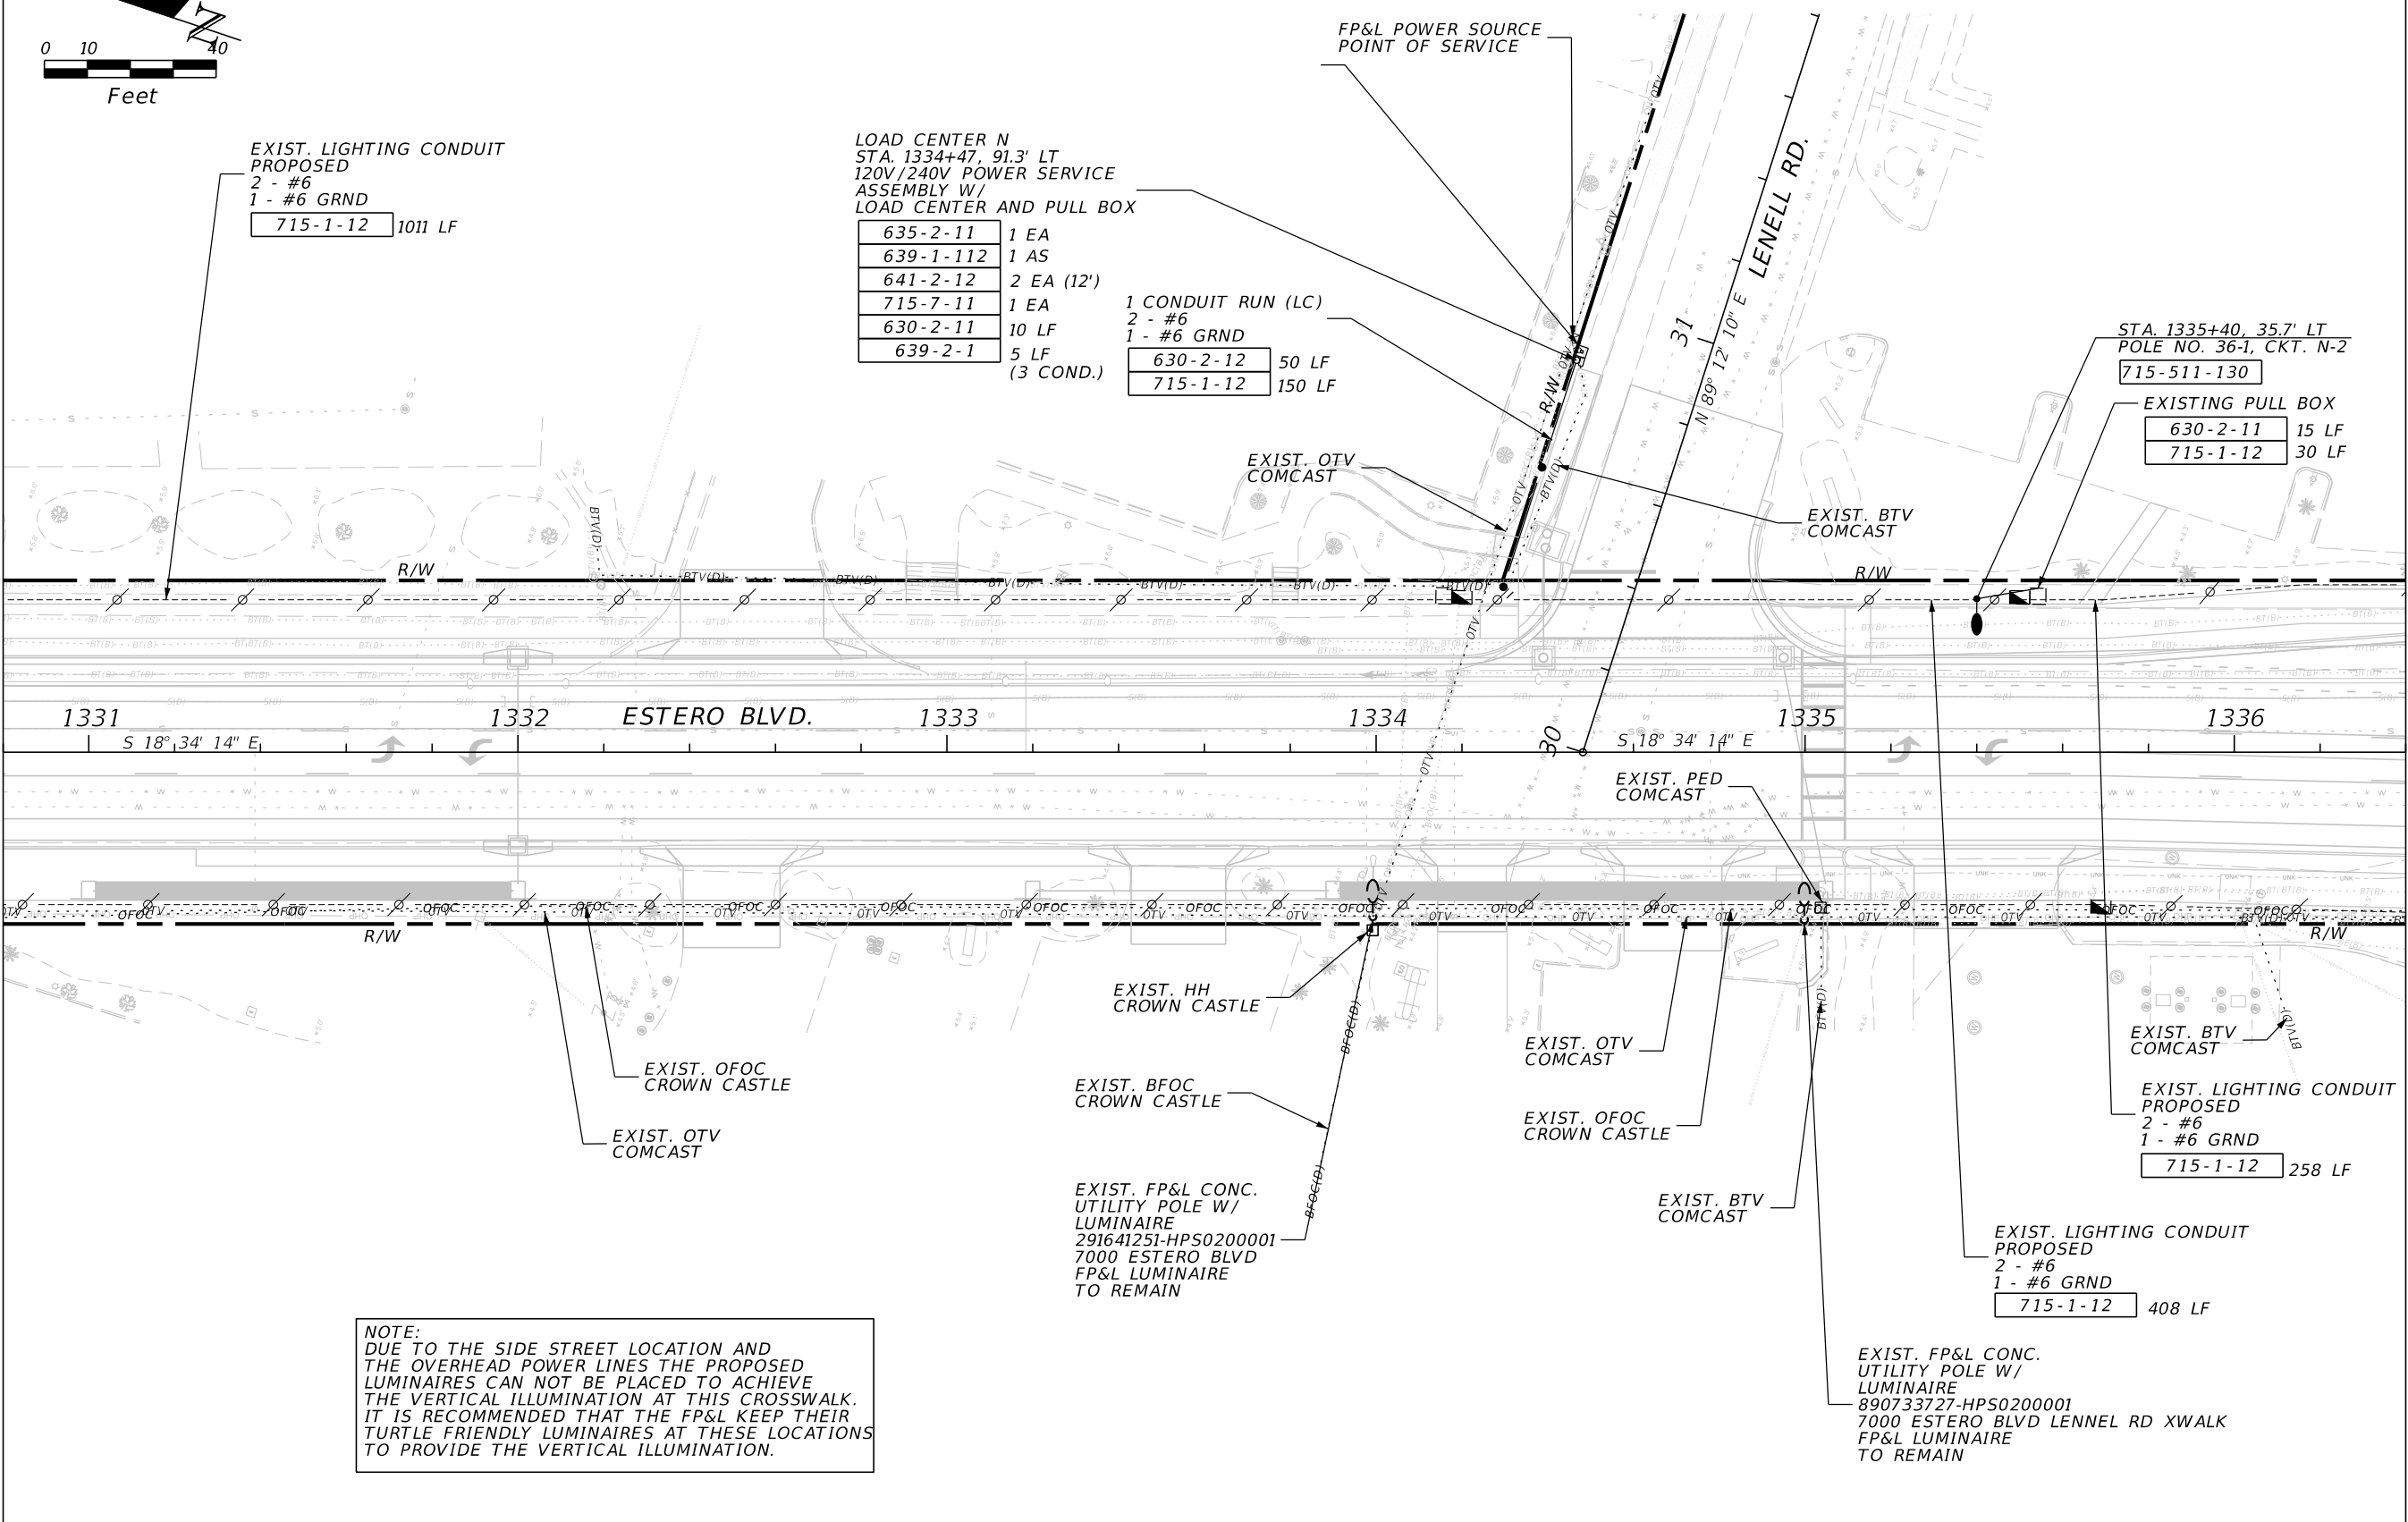 N
0 10 40
Feet
FP&L POWER SOURCE
POINT OF SERVICE
EXIST. LIGHTING CONDUIT
PROPOSED
2 - #6
1 - #6 GRND
715-1-12 1011 LF
LOAD CENTER N
STA. 1334+47, 91.3' LT
120V/240V POWER SERVICE
ASSEMBLY W/
LOAD CENTER AND PULL BOX
635-2-11 1 EA
639-1-112 1 AS
641-2-12 2 EA (12')
715-7-11 1 EA
630-2-11 10 LF
639-2-1 5 LF
(3 COND.)
1 CONDUIT RUN (LC)
2 - #6
1 - #6 GRND
630-2-12 50 LF
715-1-12 150 LF
LENELL RD.
31
N 89° 12' 10" E
R/W
OTV
BTV(D)
STA. 1335+40, 35.7' LT
POLE NO. 36-1, CKT. N-2
715-511-130
EXISTING PULL BOX
630-2-11 15 LF
715-1-12 30 LF
EXIST. OTV
COMCAST
EXIST. BTV
COMCAST
BTV(D)
R/W
R/W
BTV(D) BTV(D) BTV(D) BTV(D) BTV(D) BTV(D)
1331 1332 ESTERO BLVD. 1333 1334 1335 1336
S 18° 34' 14" E
30
S 18° 34' 14" E
EXIST. PED
COMCAST
OTV OFOC
R/W
R/W
EXIST. HH
CROWN CASTLE
BFOC(D)
EXIST. OTV
COMCAST
BTV(D)
EXIST. BTV
COMCAST
BTV(D)
EXIST. OFOC
CROWN CASTLE
EXIST. BFOC
CROWN CASTLE
EXIST. OFOC
CROWN CASTLE
EXIST. LIGHTING CONDUIT
PROPOSED
2 - #6
1 - #6 GRND
715-1-12 258 LF
EXIST. OTV
COMCAST
BFOC(D)
EXIST. FP&L CONC.
UTILITY POLE W/
LUMINAIRE
291641251-HPS0200001
7000 ESTERO BLVD
FP&L LUMINAIRE
TO REMAIN
EXIST. BTV
COMCAST
EXIST. LIGHTING CONDUIT
PROPOSED
2 - #6
1 - #6 GRND
715-1-12 408 LF
NOTE:
DUE TO THE SIDE STREET LOCATION AND
THE OVERHEAD POWER LINES THE PROPOSED
LUMINAIRES CAN NOT BE PLACED TO ACHIEVE
THE VERTICAL ILLUMINATION AT THIS CROSSWALK.
IT IS RECOMMENDED THAT THE FP&L KEEP THEIR
TURTLE FRIENDLY LUMINAIRES AT THESE LOCATIONS
TO PROVIDE THE VERTICAL ILLUMINATION.
EXIST. FP&L CONC.
UTILITY POLE W/
LUMINAIRE
890733727-HPS0200001
7000 ESTERO BLVD LENNEL RD XWALK
FP&L LUMINAIRE
TO REMAIN